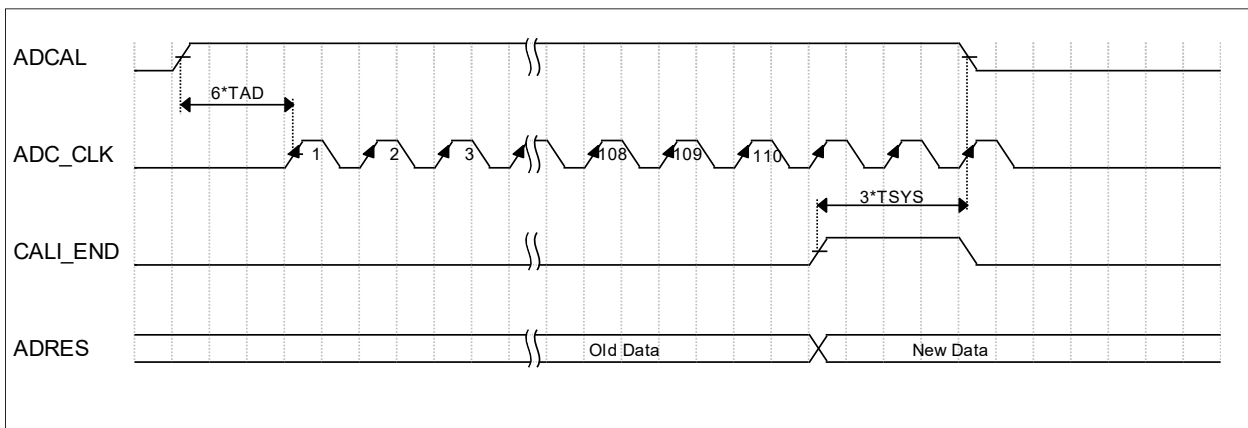 ADCAL
6*TAD
ADC_CLK
1 2 3 108 109 110
3*TSYS
CALI_END
ADRES
Old Data New Data